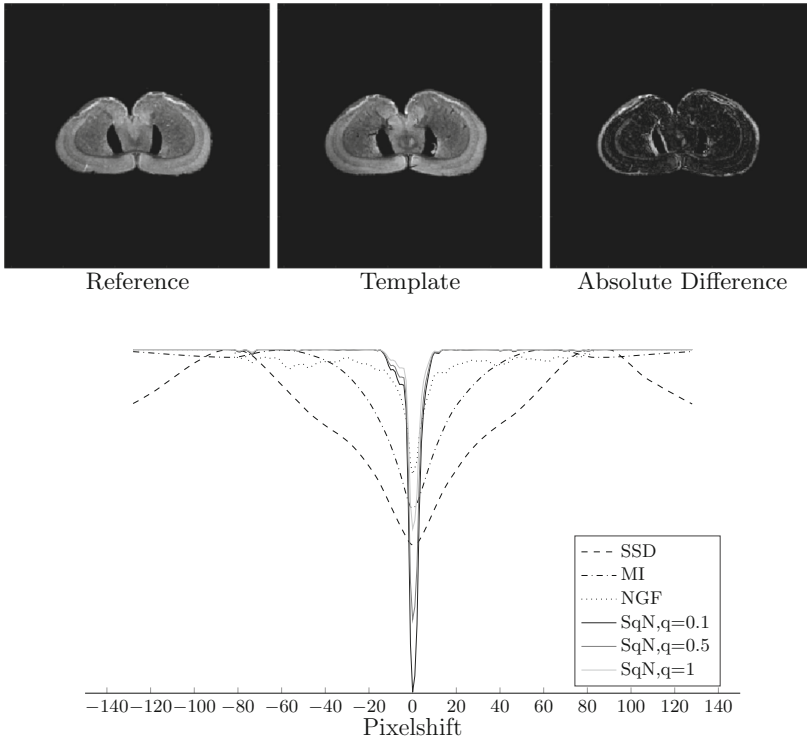 Reference Template Absolute Difference
SSD
MI
NGF
SqN,q=0.1
SqN,q=0.5
SqN,q=1
−140 −120 −100 −80 −60 −40 −20 0 20 40 60 80 100 120 140
Pixelshift